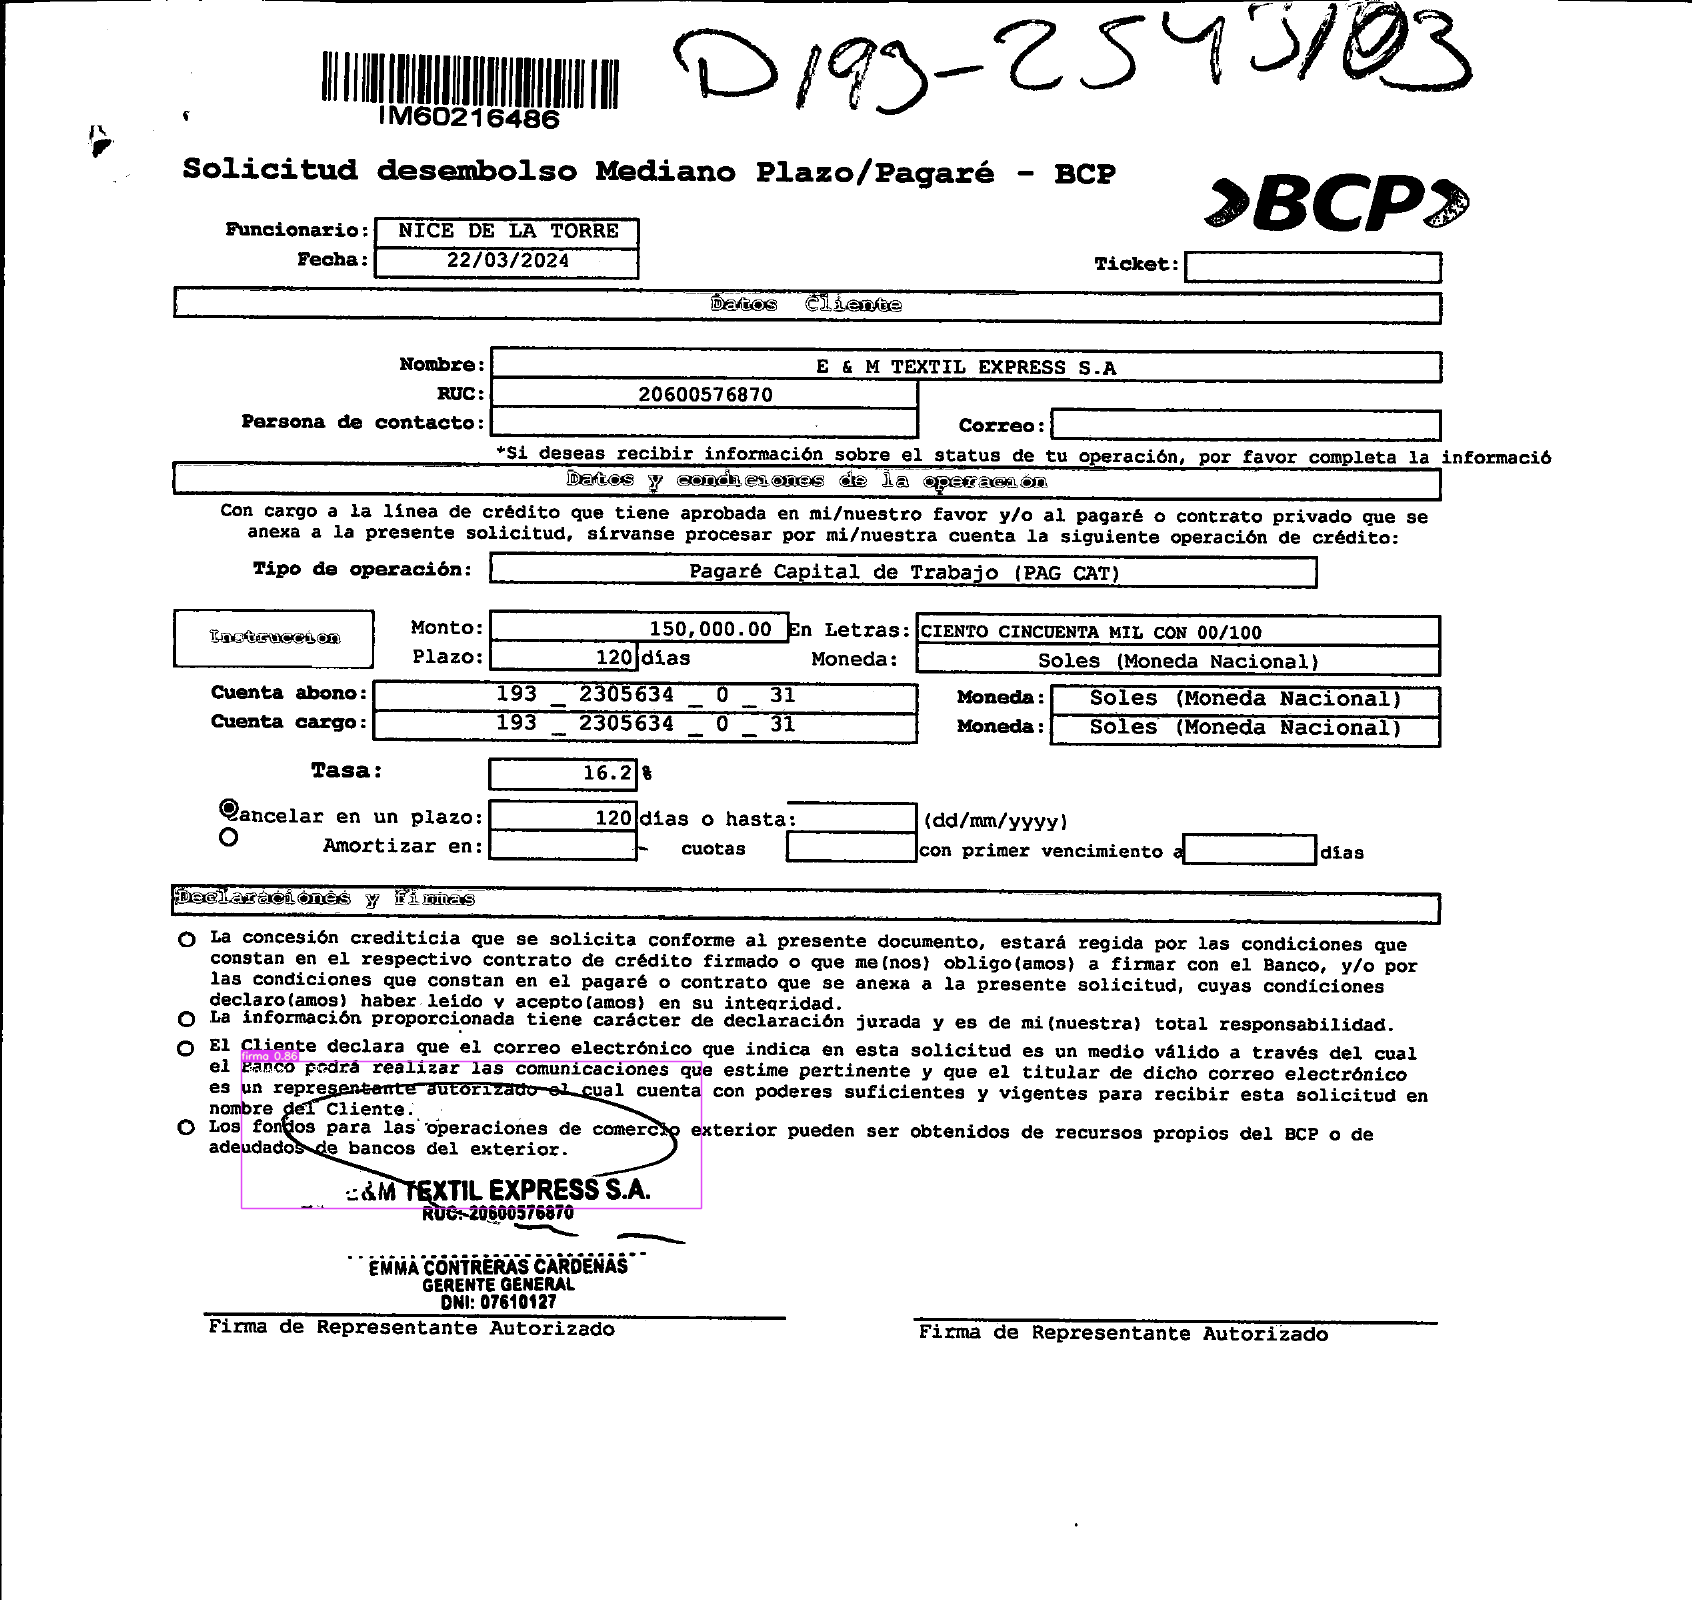 D193-2543/03
IM60216486
Solicitud desembolso Mediano Plazo/Pagaré - BCP
>BCP>
Funcionario: NICE DE LA TORRE
Fecha: 22/03/2024
Ticket:
Datos Cliente
Nombre: E & M TEXTIL EXPRESS S.A
RUC: 20600576870
Persona de contacto:
Correo:
*Si deseas recibir información sobre el status de tu operación, por favor completa la informació
Datos y condiciones de la operación
Con cargo a la línea de crédito que tiene aprobada en mi/nuestro favor y/o al pagaré o contrato privado que se
anexa a la presente solicitud, sírvanse procesar por mi/nuestra cuenta la siguiente operación de crédito:
Tipo de operación: Pagaré Capital de Trabajo (PAG CAT)
Instruccion
Monto: 150,000.00 En Letras: CIENTO CINCUENTA MIL CON 00/100
Plazo: 120 días Moneda: Soles (Moneda Nacional)
Cuenta abono: 193 _ 2305634 _ 0 _ 31 Moneda: Soles (Moneda Nacional)
Cuenta cargo: 193 _ 2305634 _ 0 _ 31 Moneda: Soles (Moneda Nacional)
Tasa: 16.2 %
Cancelar en un plazo: 120 días o hasta: (dd/mm/yyyy)
Amortizar en: - cuotas con primer vencimiento a días
Declaraciones y Firmas
La concesión crediticia que se solicita conforme al presente documento, estará regida por las condiciones que
constan en el respectivo contrato de crédito firmado o que me(nos) obligo(amos) a firmar con el Banco, y/o por
las condiciones que constan en el pagaré o contrato que se anexa a la presente solicitud, cuyas condiciones
declaro(amos) haber leído y acepto(amos) en su integridad.
La información proporcionada tiene carácter de declaración jurada y es de mi(nuestra) total responsabilidad.
El Cliente declara que el correo electrónico que indica en esta solicitud es un medio válido a través del cual
firma 0.86
el Banco podrá realizar las comunicaciones que estime pertinente y que el titular de dicho correo electrónico
es un representante autorizado el cual cuenta con poderes suficientes y vigentes para recibir esta solicitud en
nombre del Cliente.
Los fondos para las operaciones de comercio exterior pueden ser obtenidos de recursos propios del BCP o de
adeudados de bancos del exterior.
E&M TEXTIL EXPRESS S.A.
RUC: 20600576870
EMMA CONTRERAS CARDENAS
GERENTE GENERAL
DNI: 07610127
Firma de Representante Autorizado
Firma de Representante Autorizado